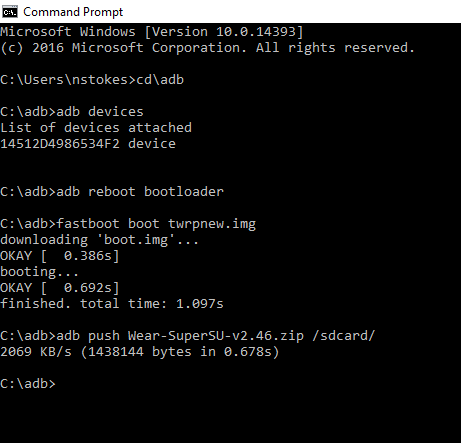 Command Prompt
Microsoft Windows [Version 10.0.14393]
(c) 2016 Microsoft Corporation. All rights reserved.
C:\Users\nstokes>cd\adb
C:\adb>adb devices
List of devices attached
14512D4986534F2 device
C:\adb>adb reboot bootloader
C:\adb>fastboot boot twrpnew.img
downloading 'boot.img'...
OKAY [  0.386s]
booting...
OKAY [  0.692s]
finished. total time: 1.097s
C:\adb>adb push Wear-SuperSU-v2.46.zip /sdcard/
2069 KB/s (1438144 bytes in 0.678s)
C:\adb>